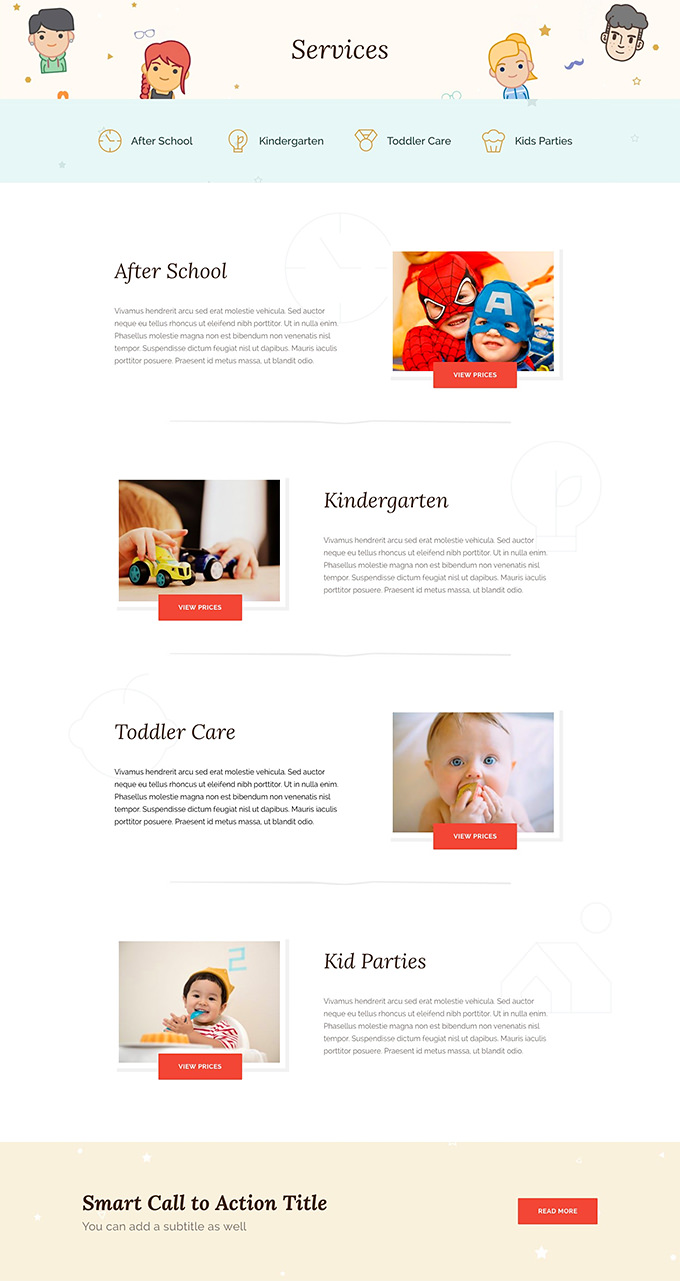 Services
After School
Kindergarten
Toddler Care
Kids Parties
After School
Vivamus hendrerit arcu sed erat molestie vehicula. Sed auctor
neque eu tellus rhoncus ut eleifend nibh porttitor. Ut in nulla enim.
Phasellus molestie magna non est bibendum non venenatis nisl
tempor. Suspendisse dictum feugiat nisl ut dapibus. Mauris iaculis
porttitor posuere. Praesent id metus massa, ut blandit odio.
A
VIEW PRICES
Kindergarten
Vivamus hendrerit arcu sed erat molestie vehicula. Sed auctor
neque eu tellus rhoncus ut eleifend nibh porttitor. Ut in nulla enim.
Phasellus molestie magna non est bibendum non venenatis nisl
tempor. Suspendisse dictum feugiat nisl ut dapibus. Mauris iaculis
porttitor posuere. Praesent id metus massa, ut blandit odio.
VIEW PRICES
Toddler Care
Vivamus hendrerit arcu sed erat molestie vehicula. Sed auctor
neque eu tellus rhoncus ut eleifend nibh porttitor. Ut in nulla enim.
Phasellus molestie magna non est bibendum non venenatis nisl
tempor. Suspendisse dictum feugiat nisl ut dapibus. Mauris iaculis
porttitor posuere. Praesent id metus massa, ut blandit odio.
VIEW PRICES
2
Kid Parties
Vivamus hendrerit arcu sed erat molestie vehicula. Sed auctor
neque eu tellus rhoncus ut eleifend nibh porttitor. Ut in nulla enim.
Phasellus molestie magna non est bibendum non venenatis nisl
tempor. Suspendisse dictum feugiat nisl ut dapibus. Mauris iaculis
porttitor posuere. Praesent id metus massa, ut blandit odio.
VIEW PRICES
Smart Call to Action Title
You can add a subtitle as well
READ MORE